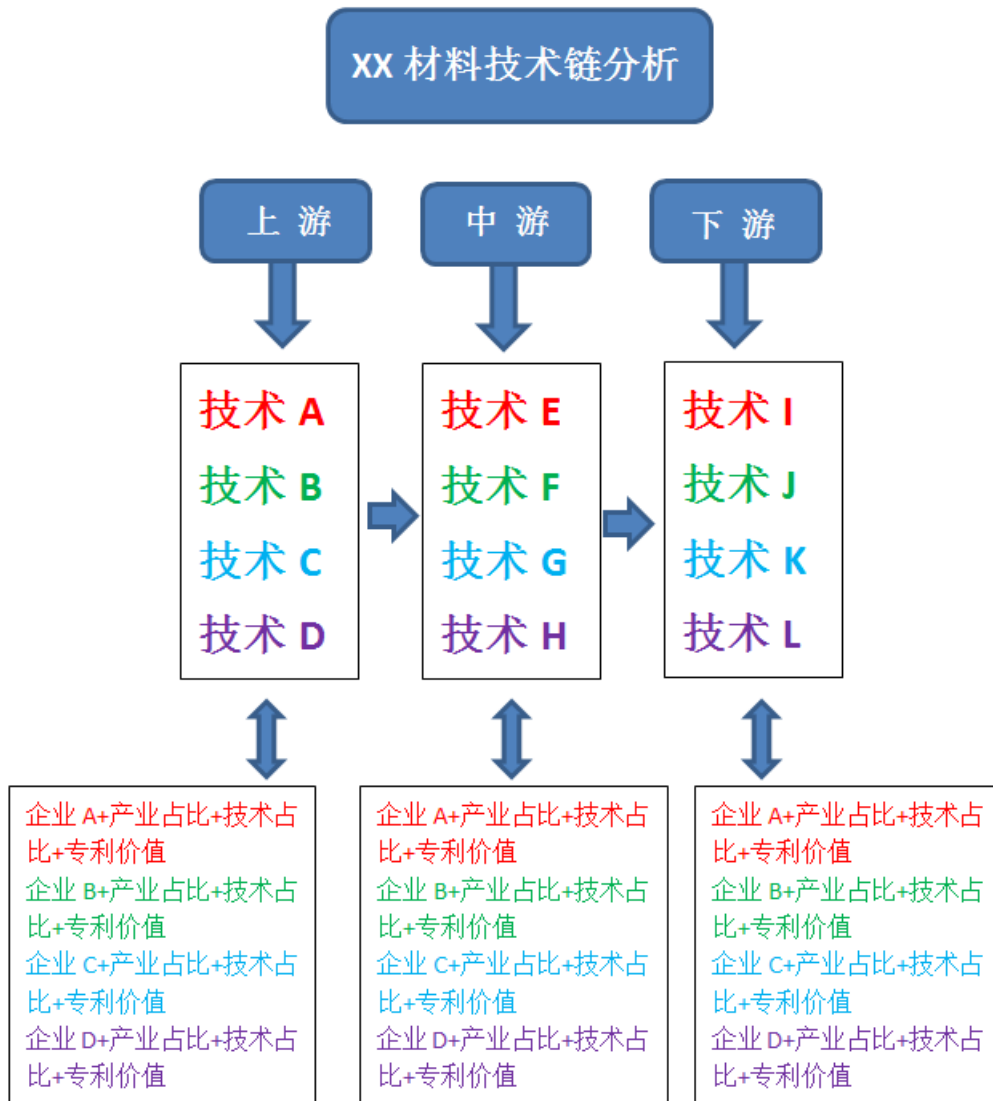 XX 材料技术链分析
上 游
中 游
下 游
技术 A
技术 B
技术 C
技术 D
技术 E
技术 F
技术 G
技术 H
技术 I
技术 J
技术 K
技术 L
企业 A+产业占比+技术占
比+专利价值
企业 B+产业占比+技术占
比+专利价值
企业 C+产业占比+技术占
比+专利价值
企业 D+产业占比+技术占
比+专利价值
企业 A+产业占比+技术占
比+专利价值
企业 B+产业占比+技术占
比+专利价值
企业 C+产业占比+技术占
比+专利价值
企业 D+产业占比+技术占
比+专利价值
企业 A+产业占比+技术占
比+专利价值
企业 B+产业占比+技术占
比+专利价值
企业 C+产业占比+技术占
比+专利价值
企业 D+产业占比+技术占
比+专利价值